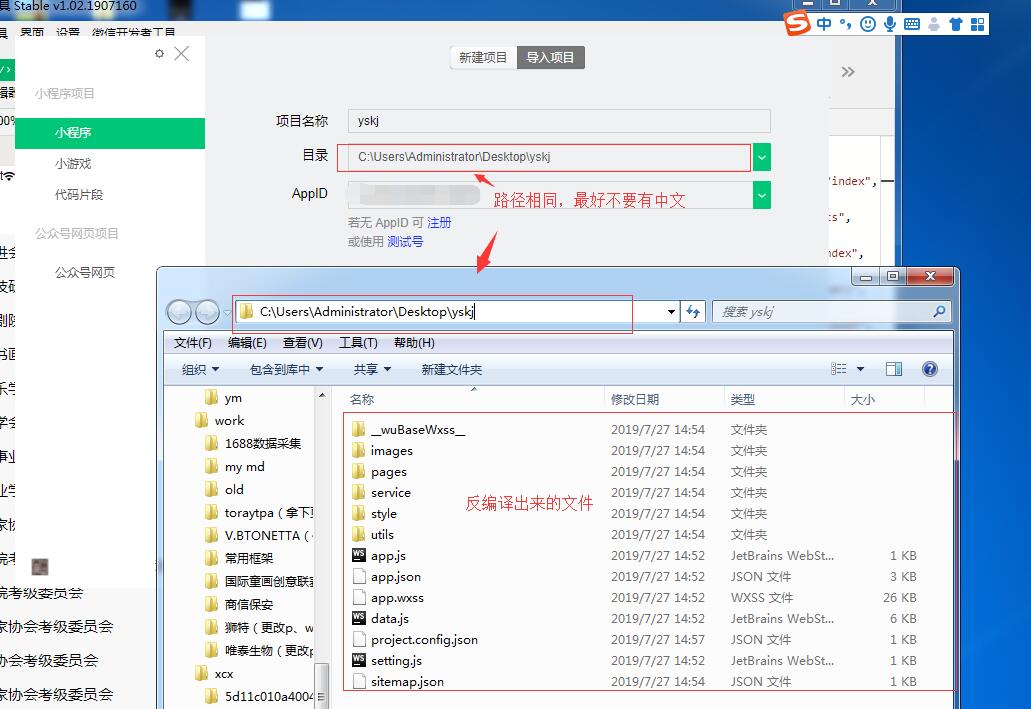 具 Stable v1.02.1907160
具 界面 设置 微信开发者工具
中
新建项目 导入项目
小程序项目
小程序
小游戏
代码片段
公众号网页项目
公众号网页
项目名称 yskj
目录 C:\Users\Administrator\Desktop\yskj
AppID
路径相同，最好不要有中文
若无 AppID 可 注册
或使用 测试号
/index",
s",
ndex",
C:\Users\Administrator\Desktop\yskj
搜索 yskj
文件(F) 编辑(E) 查看(V) 工具(T) 帮助(H)
组织 包含到库中 共享 新建文件夹
名称 修改日期 类型 大小
ym
work
1688数据采集
my md
old
toraytpa（拿下
V.BTONETTA（
常用框架
国际童画创意联
商信保安
狮特（更改p、w
唯泰生物（更改p
xcx
5d11c010a4004
__wuBaseWxss__ 2019/7/27 14:54 文件夹
images 2019/7/27 14:54 文件夹
pages 2019/7/27 14:54 文件夹
service 2019/7/27 14:54 文件夹
style 2019/7/27 14:54 文件夹
utils 2019/7/27 14:54 文件夹
app.js 2019/7/27 14:52 JetBrains WebSt... 1 KB
app.json 2019/7/27 14:52 JSON 文件 3 KB
app.wxss 2019/7/27 14:52 WXSS 文件 26 KB
data.js 2019/7/27 14:52 JetBrains WebSt... 6 KB
project.config.json 2019/7/27 14:57 JSON 文件 1 KB
setting.js 2019/7/27 14:52 JetBrains WebSt... 1 KB
sitemap.json 2019/7/27 14:54 JSON 文件 1 KB
反编译出来的文件
院考级委员会
家协会考级委员会
协会考级委员会
家协会考级委员会